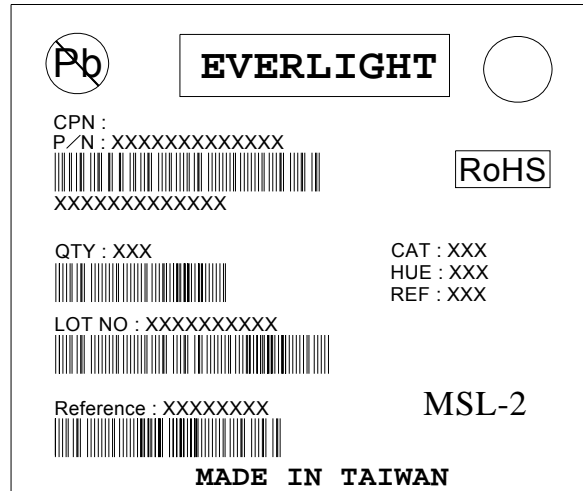 Pb
EVERLIGHT
CPN :
P/N : XXXXXXXXXXXXX
RoHS
XXXXXXXXXXXXX
QTY : XXX
CAT : XXX
HUE : XXX
REF : XXX
LOT NO : XXXXXXXXXX
Reference : XXXXXXXX
MSL-2
MADE IN TAIWAN